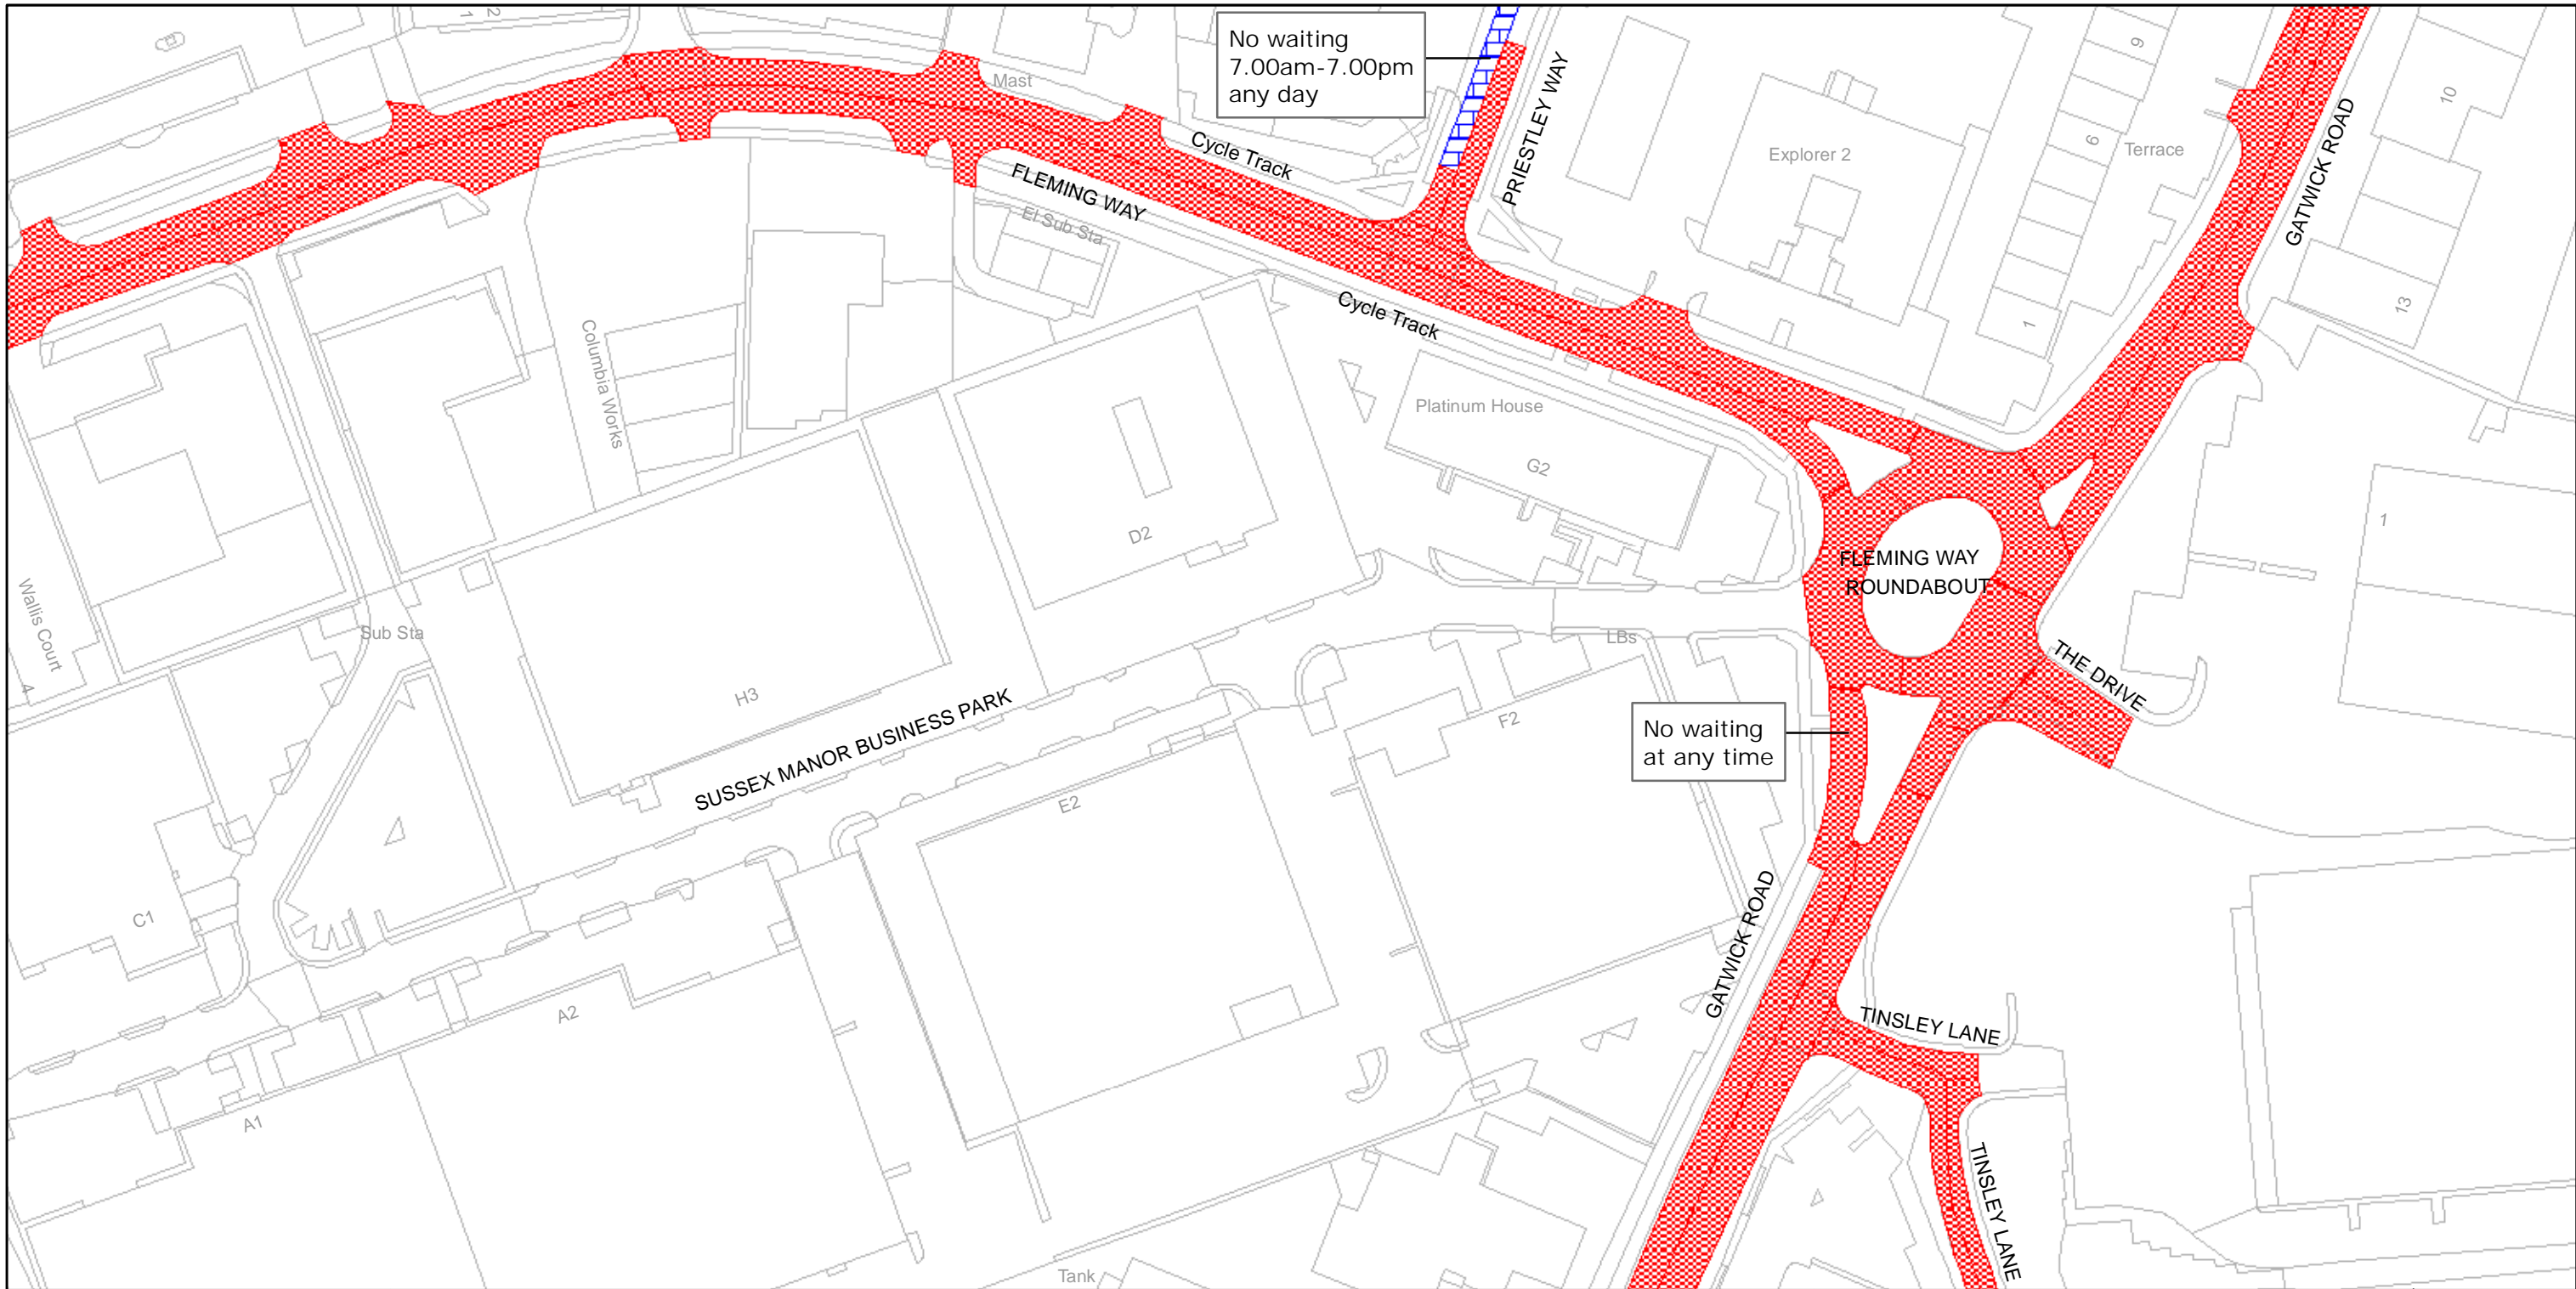 1
2
No waiting
7.00am-7.00pm
any day
Mast
Cycle Track
PRIESTLEY WAY
Explorer 2
9
6
Terrace
1
GATWICK ROAD
10
13
FLEMING WAY
El Sub Sta
Cycle Track
Columbia Works
Platinum House
G2
D2
1
FLEMING WAY
ROUNDABOUT
Wallis Court
4
Sub Sta
LBs
THE DRIVE
H3
SUSSEX MANOR BUSINESS PARK
F2
No waiting
at any time
E2
C1
A2
GATWICK ROAD
TINSLEY LANE
A1
TINSLEY LANE
Tank